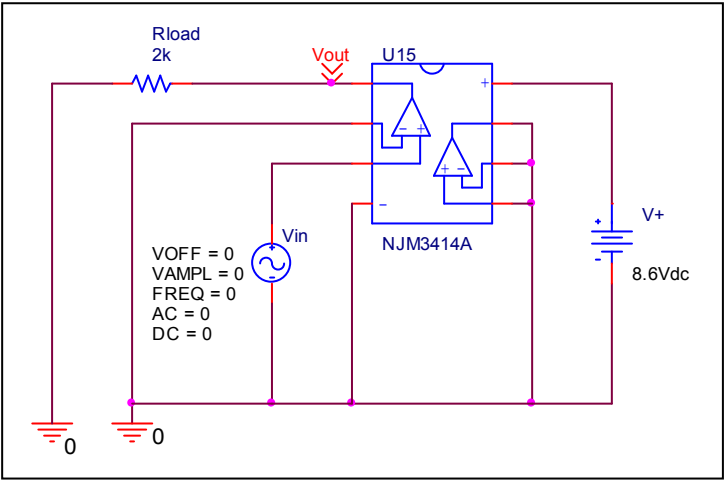 Rload
2k
Vout
U15
+
- +
+ -
-
NJM3414A
Vin
+
-
VOFF = 0
VAMPL = 0
FREQ = 0
AC = 0
DC = 0
V+
+
-
8.6Vdc
0
0